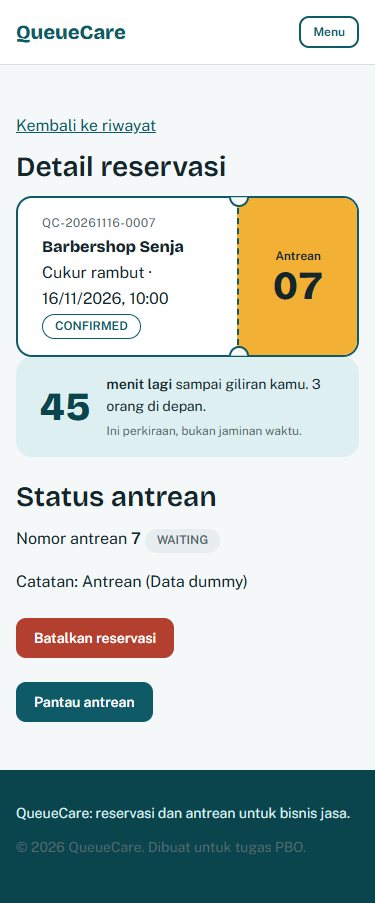 QueueCare
Menu
Kembali ke riwayat
Detail reservasi
QC-20261116-0007
Barbershop Senja
Cukur rambut ·
16/11/2026, 10:00
CONFIRMED
Antrean
07
45
menit lagi sampai giliran kamu. 3
orang di depan.
Ini perkiraan, bukan jaminan waktu.
Status antrean
Nomor antrean 7 WAITING
Catatan: Antrean (Data dummy)
Batalkan reservasi
Pantau antrean
QueueCare: reservasi dan antrean untuk bisnis jasa.
© 2026 QueueCare. Dibuat untuk tugas PBO.